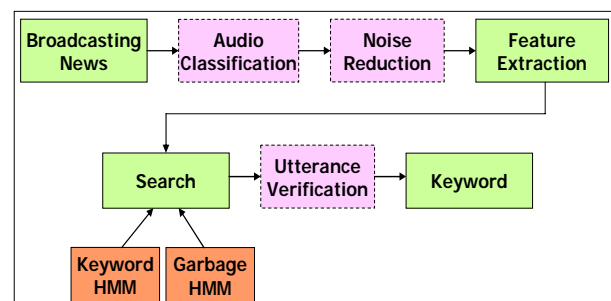 Broadcasting
News
Audio
Classification
Noise
Reduction
Feature
Extraction
Search
Utterance
Verification
Keyword
Keyword
HMM
Garbage
HMM